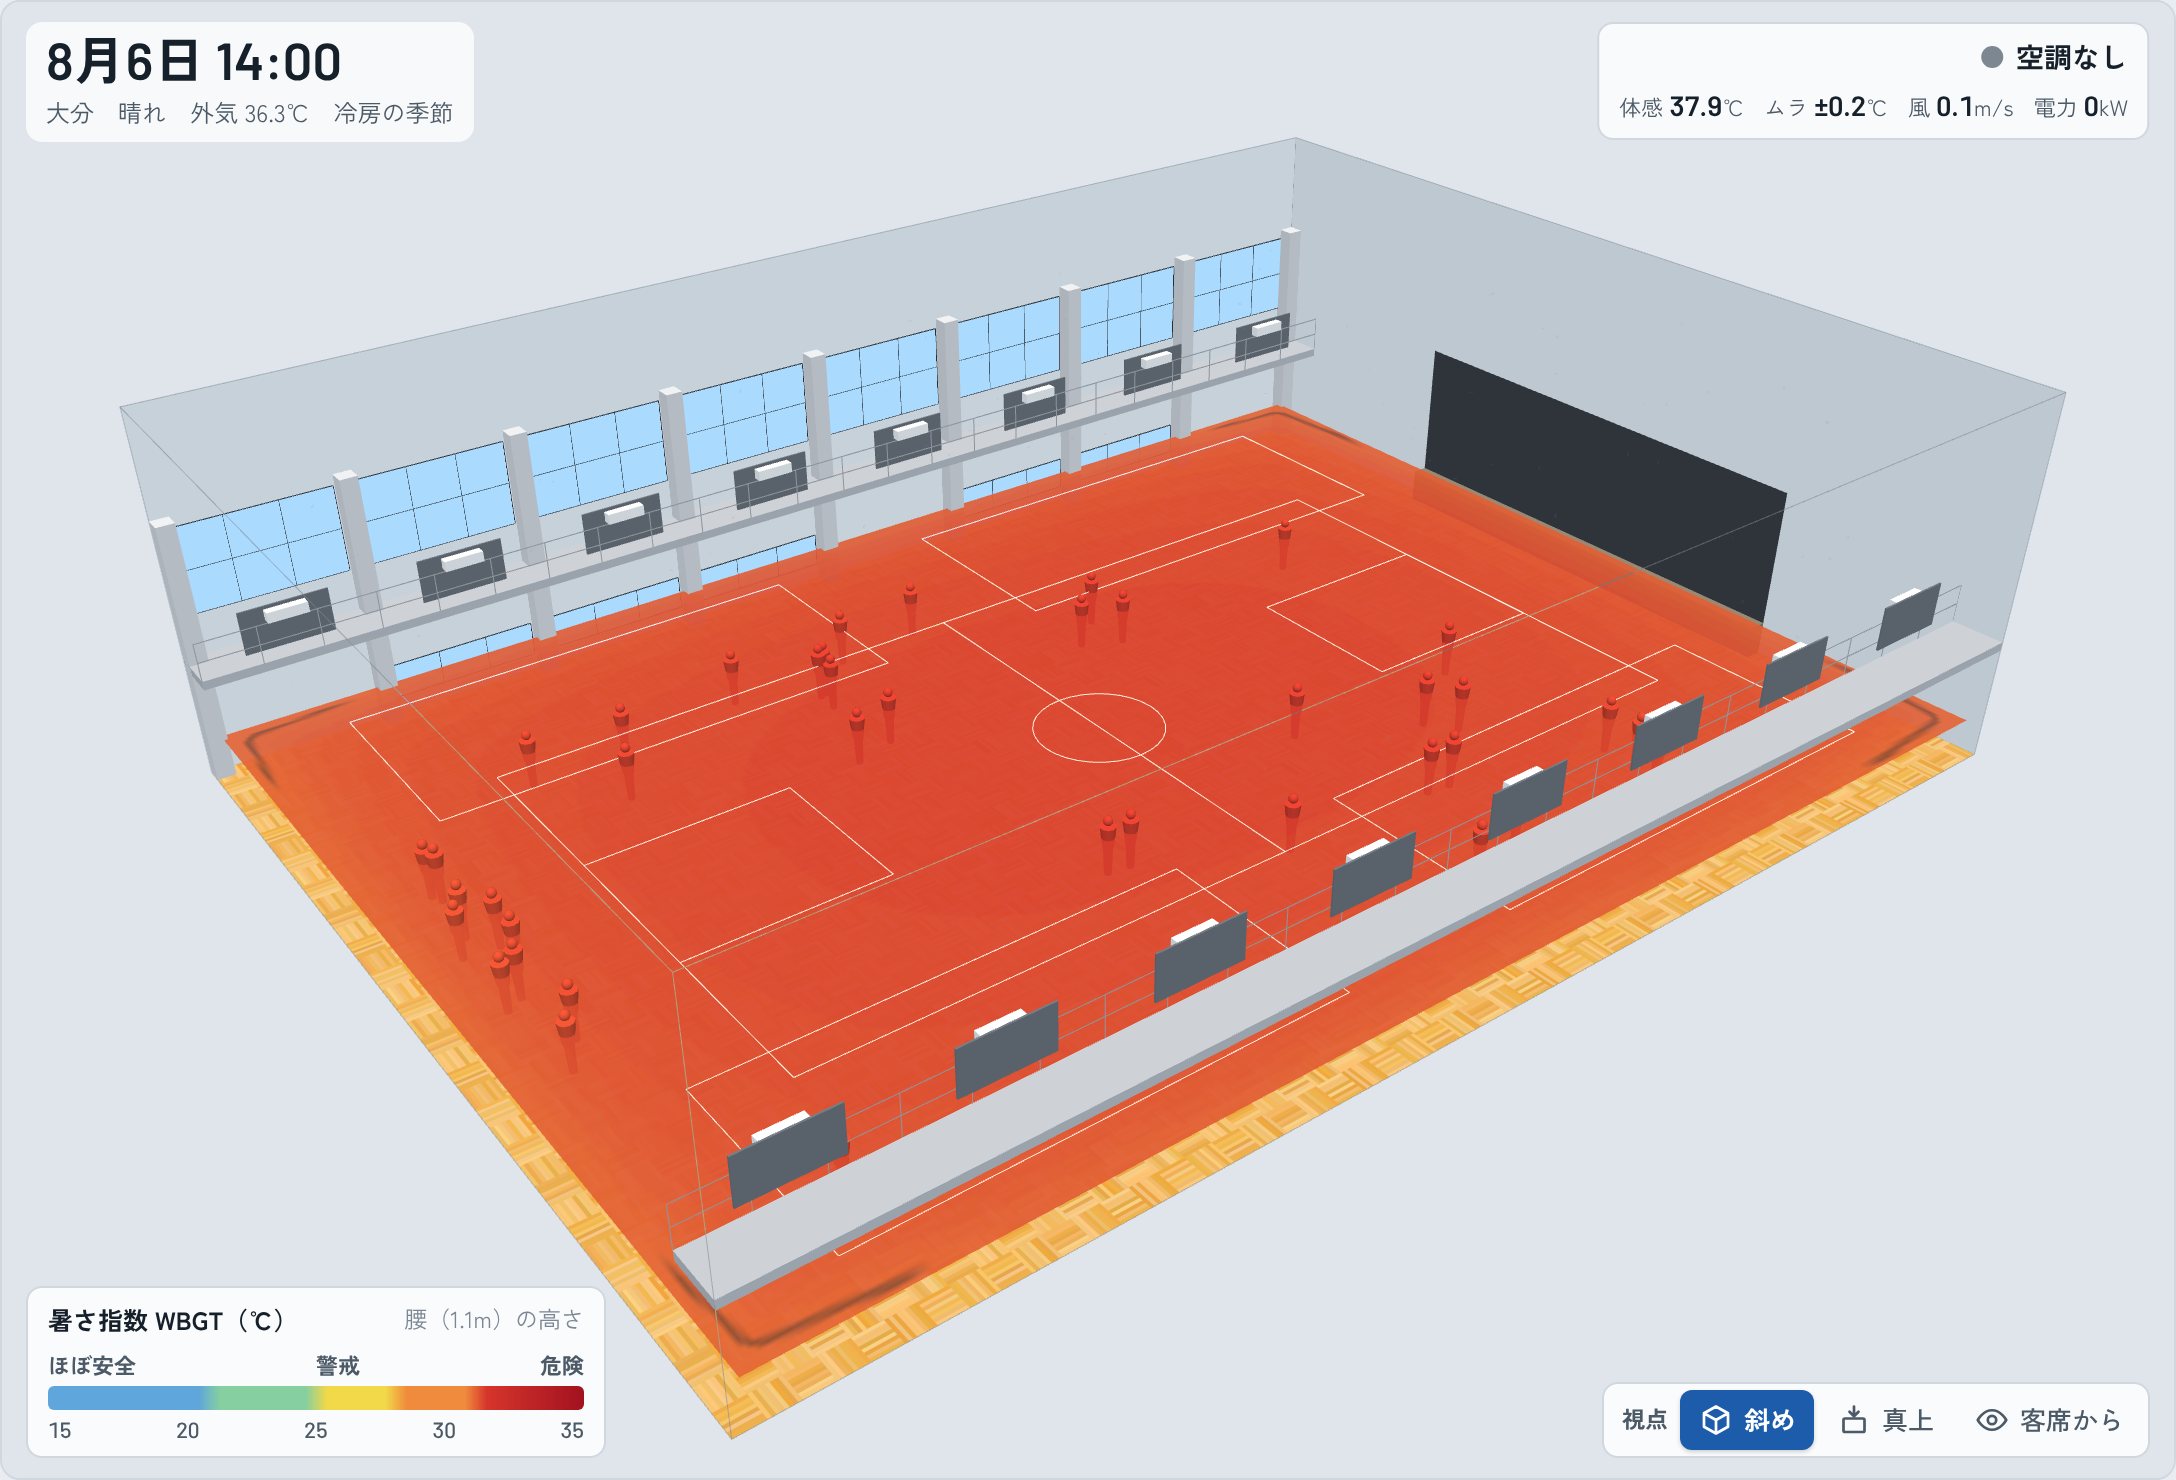 8月6日 14:00
大分 晴れ 外気 36.3℃ 冷房の季節
空調なし
体感 37.9℃ ムラ ±0.2℃ 風 0.1m/s 電力 0kW
暑さ指数 WBGT（℃） 腰（1.1m）の高さ
ほぼ安全 警戒 危険
15 20 25 30 35
視点 斜め 真上 客席から